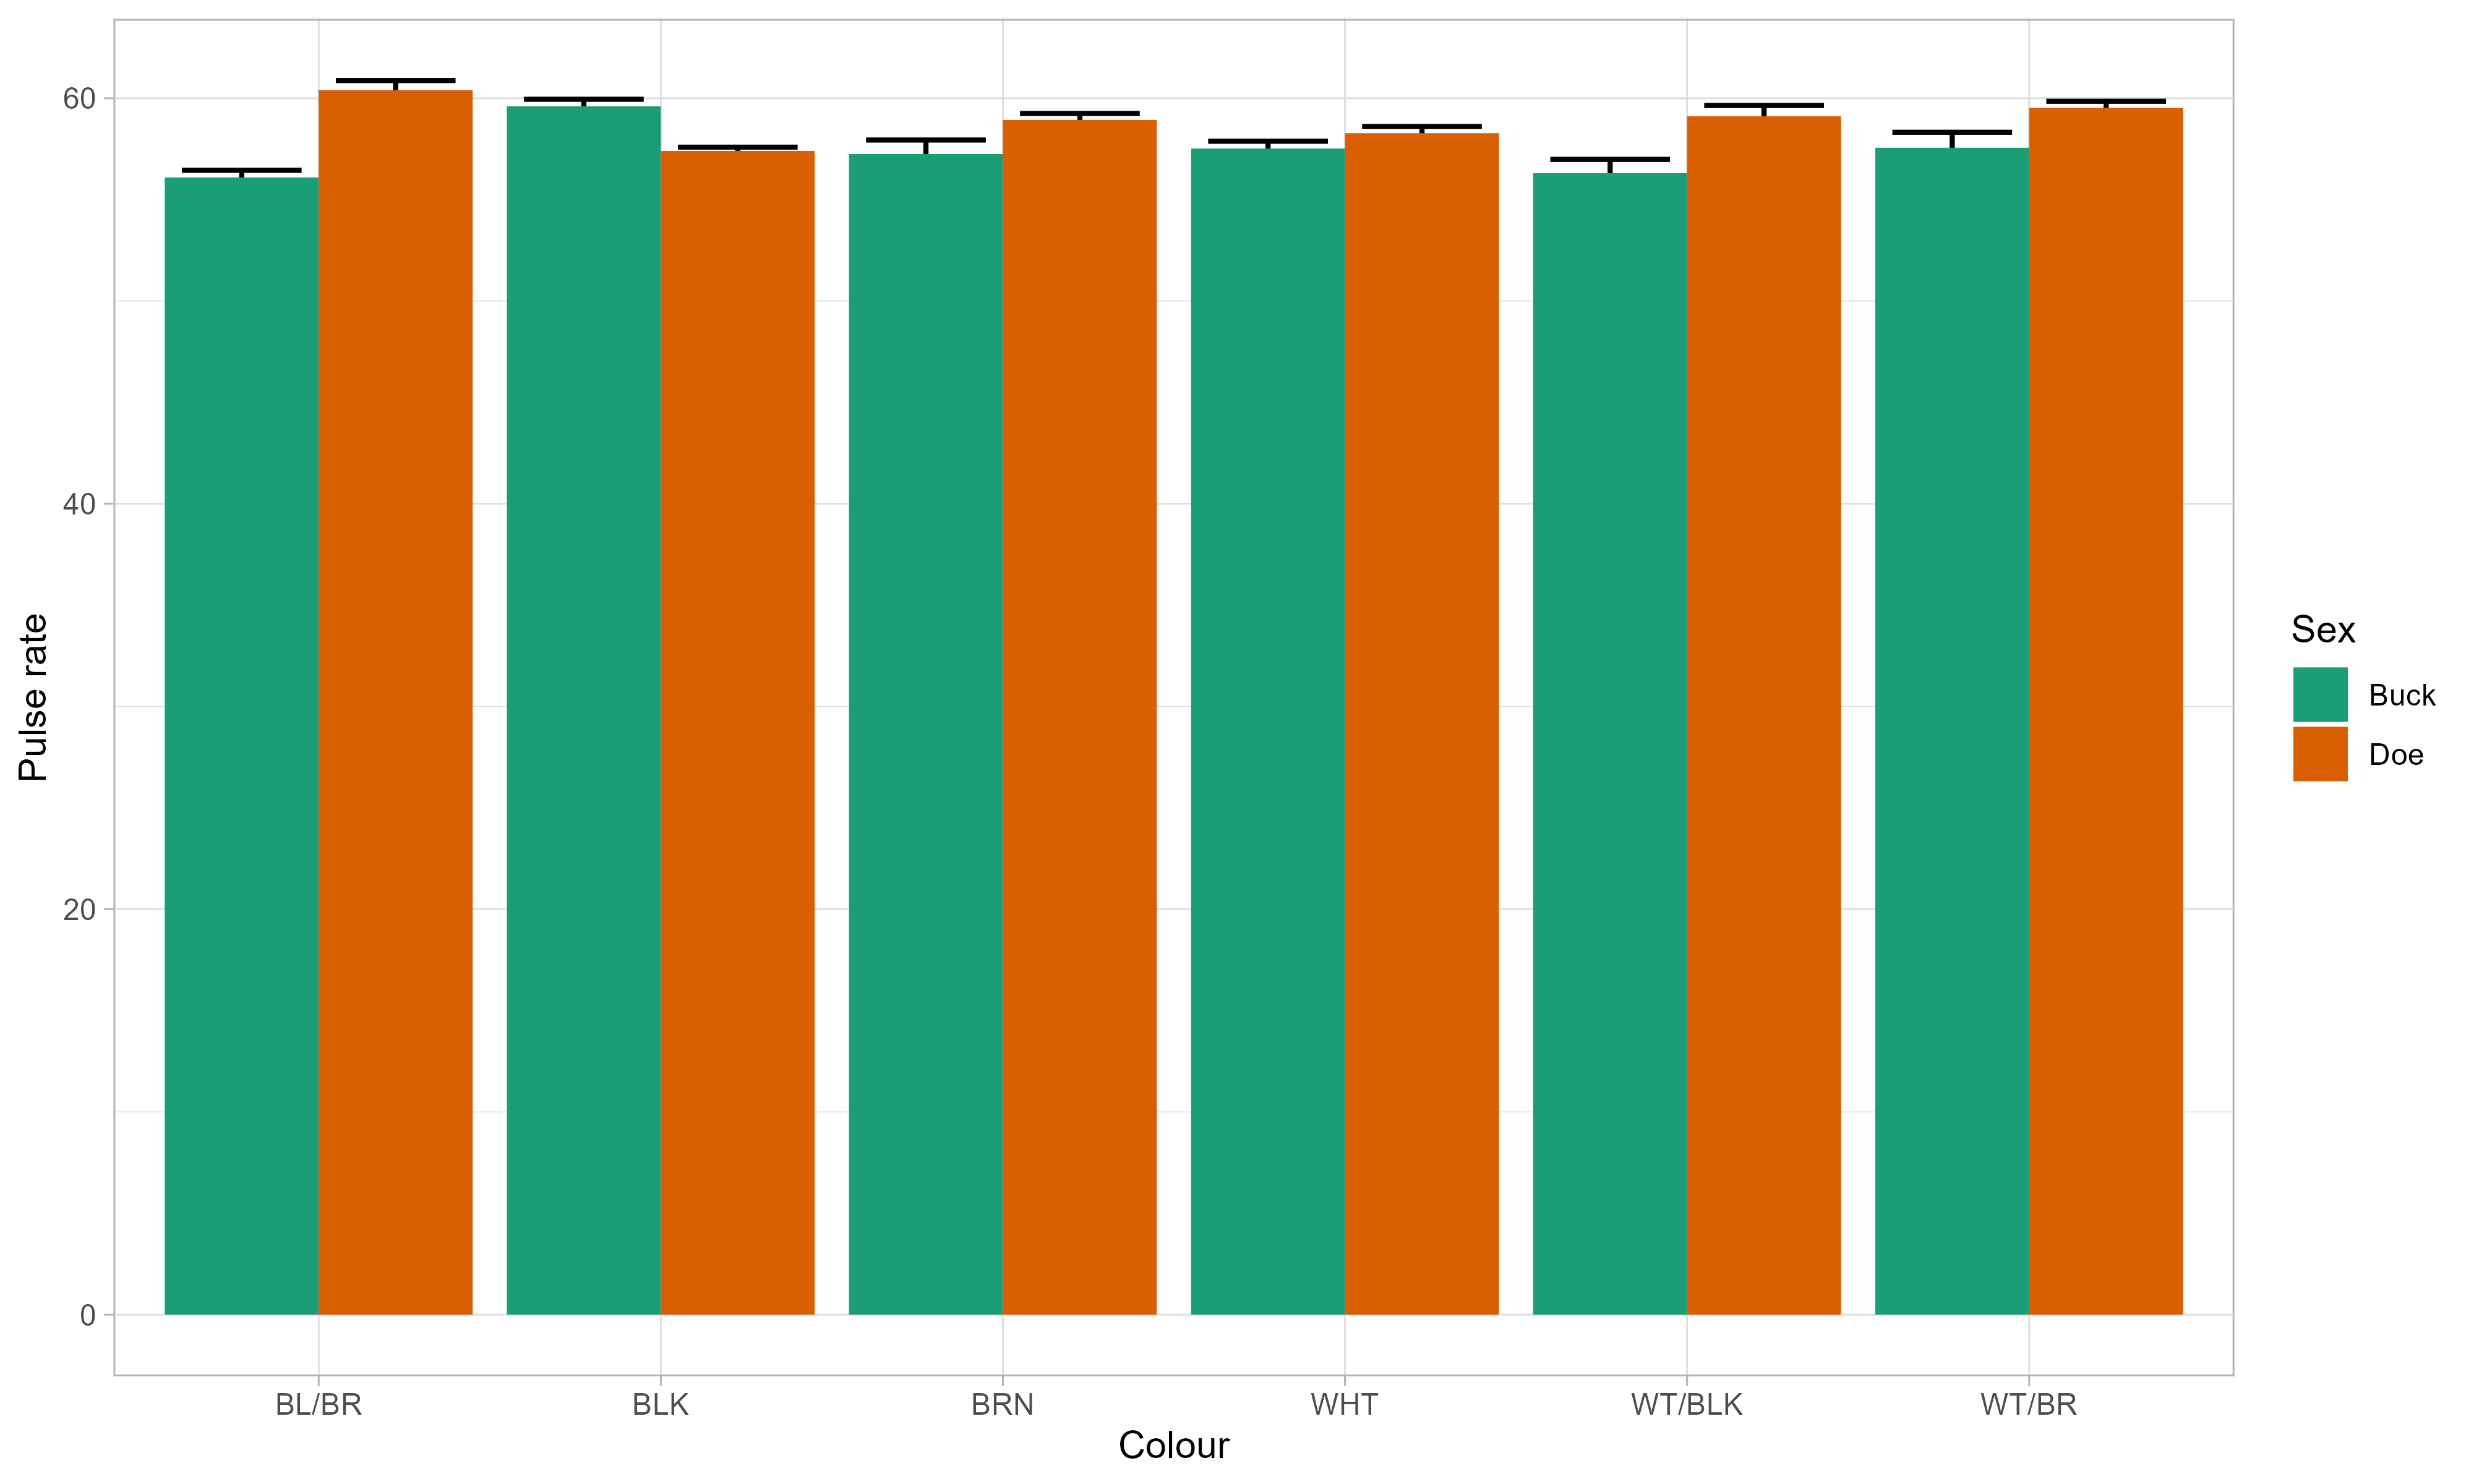 60
40
20
0
Pulse rate
BL/BR
BLK
BRN
WHT
WT/BLK
WT/BR
Colour
Sex
Buck
Doe